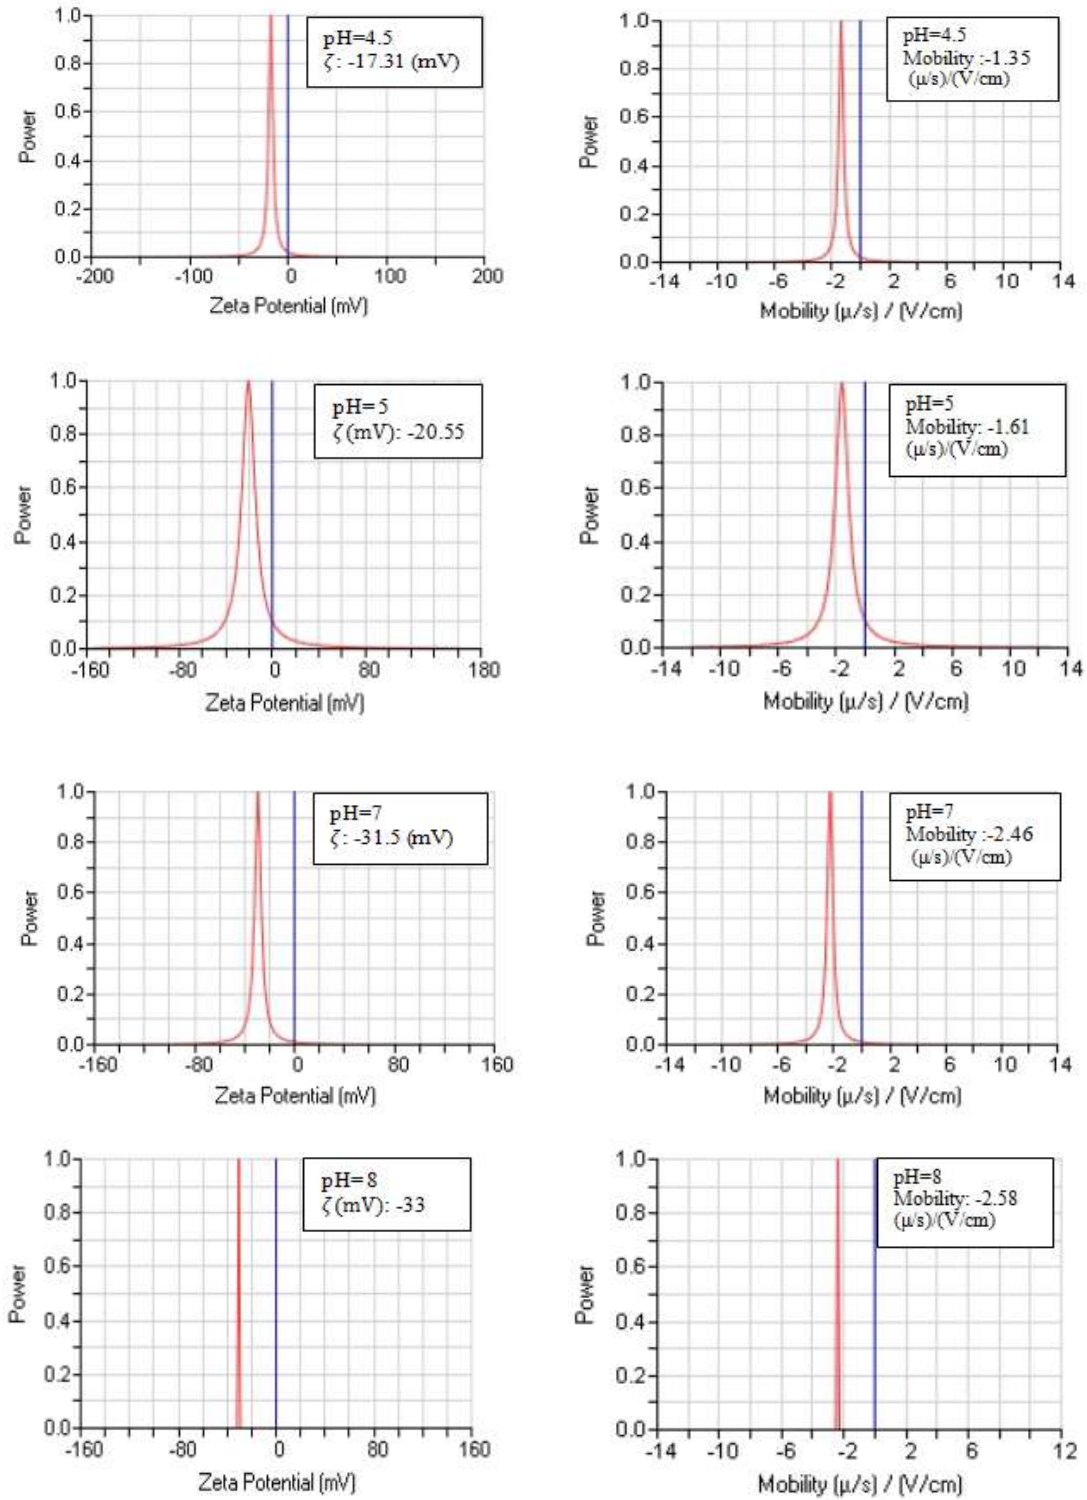 1.0
0.8
0.6
0.4
0.2
0.0
Power
-200 -100 0 100 200
Zeta Potential (mV)
pH=4.5
ζ: -17.31 (mV)
1.0
0.8
0.6
0.4
0.2
0.0
Power
-14 -10 -6 -2 2 6 10 14
Mobility (µ/s) / (V/cm)
pH=4.5
Mobility :-1.35
(µ/s)/(V/cm)
1.0
0.8
0.6
0.4
0.2
0.0
Power
-160 -80 0 80 180
Zeta Potential (mV)
pH=5
ζ(mV): -20.55
1.0
0.8
0.6
0.4
0.2
0.0
Power
-14 -10 -6 -2 2 6 10 14
Mobility (µ/s) / (V/cm)
pH=5
Mobility: -1.61
(µ/s)/(V/cm)
1.0
0.8
0.6
0.4
0.2
0.0
Power
-160 -80 0 80 160
Zeta Potential (mV)
pH=7
ζ: -31.5 (mV)
1.0
0.8
0.6
0.4
0.2
0.0
Power
-14 -10 -6 -2 2 6 10 14
Mobility (µ/s) / (V/cm)
pH=7
Mobility :-2.46
(µ/s)/(V/cm)
1.0
0.8
0.6
0.4
0.2
0.0
Power
-160 -80 0 80 160
Zeta Potential (mV)
pH=8
ζ(mV): -33
1.0
0.8
0.6
0.4
0.2
0.0
Power
-14 -10 -6 -2 2 6 12
Mobility (µ/s) / (V/cm)
pH=8
Mobility: -2.58
(µ/s)/(V/cm)